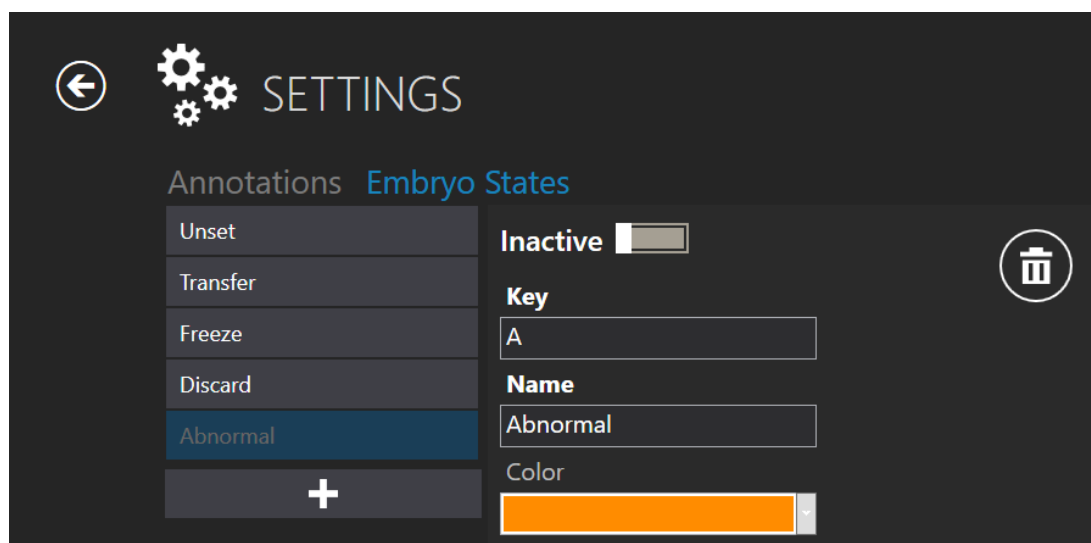 SETTINGS
Annotations Embryo States
Unset
Transfer
Freeze
Discard
Abnormal
Inactive
Key
A
Name
Abnormal
Color